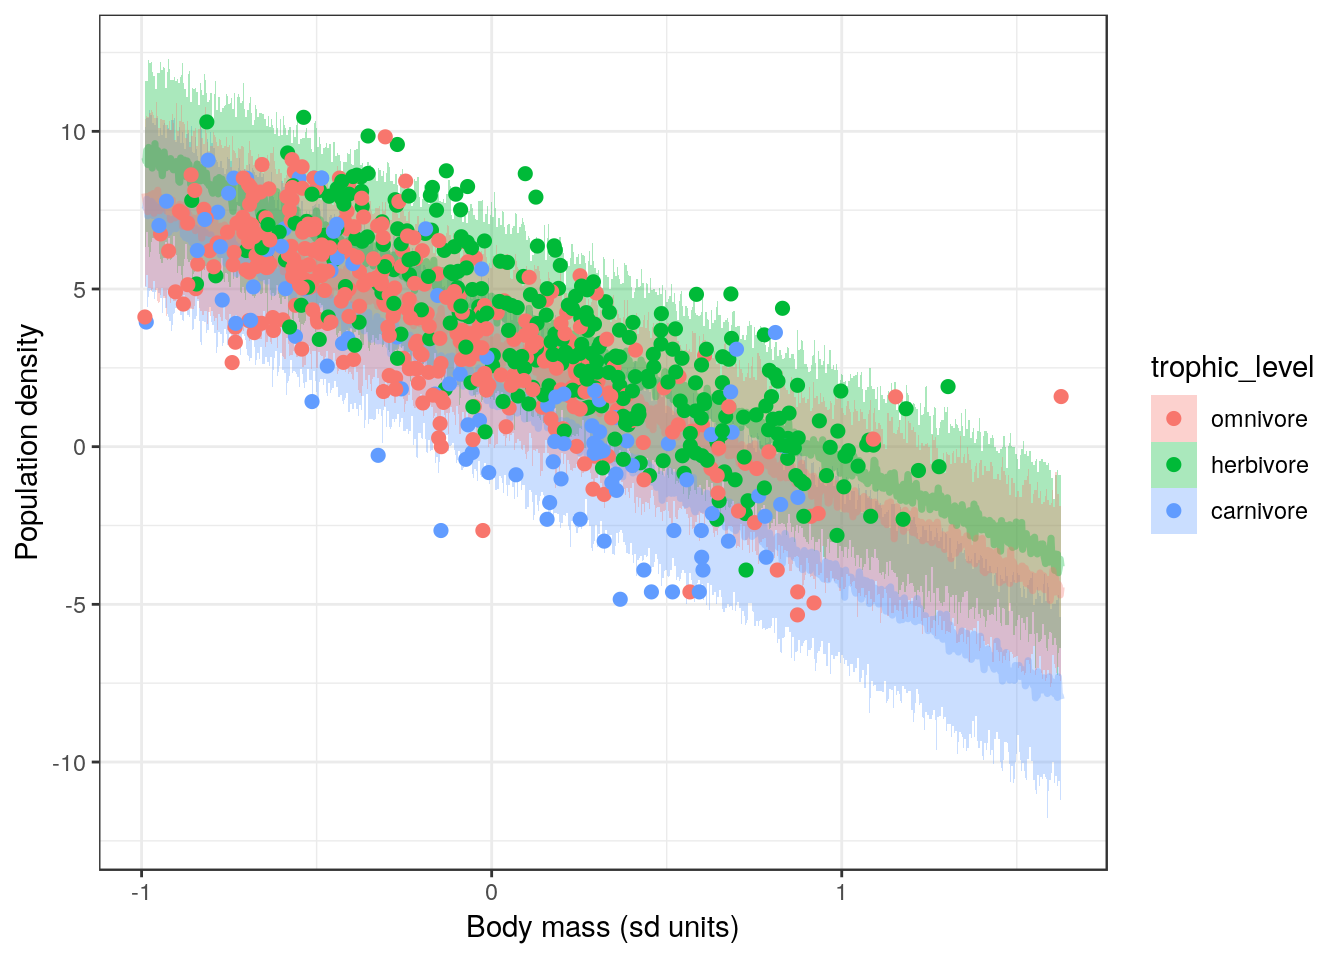 10
5
0
-5
-10
Population density
-1
0
1
Body mass (sd units)
trophic_level
omnivore
herbivore
carnivore